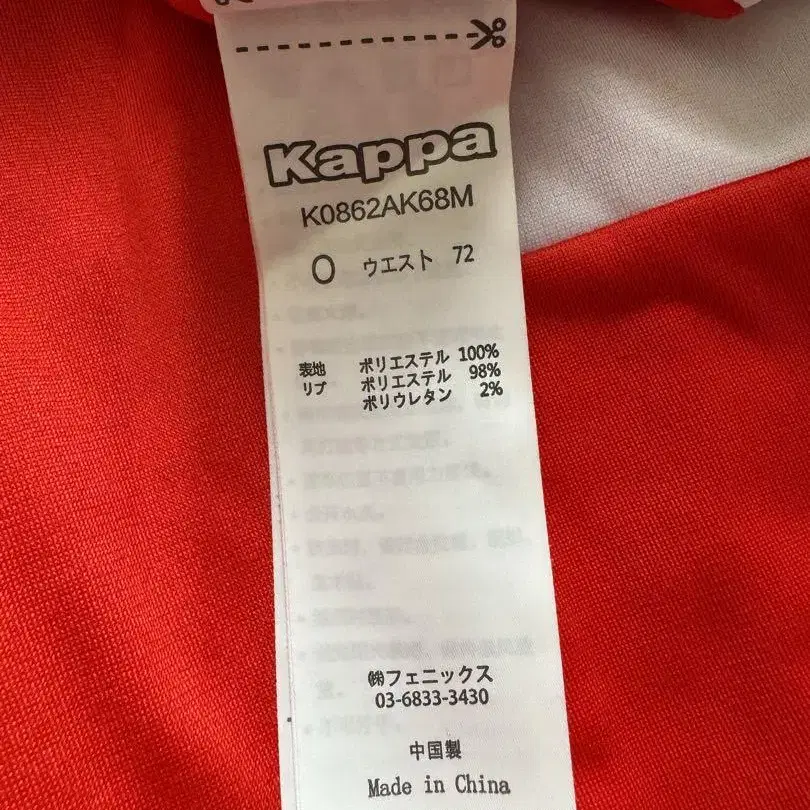 Kappa
K0862AK68M
O ウエスト 72
表地 ポリエステル 100%
リブ ポリエステル 98%
ポリウレタン 2%
㈱フェニックス
03-6833-3430
中国製
Made in China